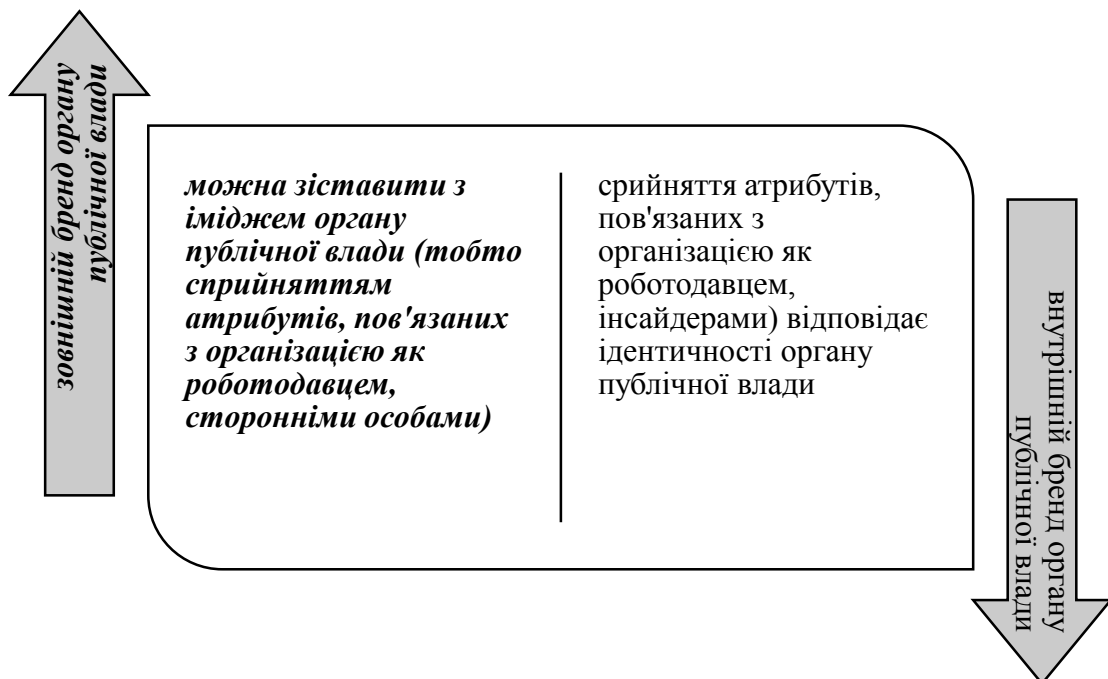 зовнішній бренд органу
публічної влади
можна зіставити з
іміджем органу
публічної влади (тобто
сприйняттям
атрибутів, пов'язаних
з організацією як
роботодавцем,
сторонніми особами)
срийняття атрибутів,
пов'язаних з
організацією як
роботодавцем,
інсайдерами) відповідає
ідентичності органу
публічної влади
внутрішній бренд органу
публічної влади